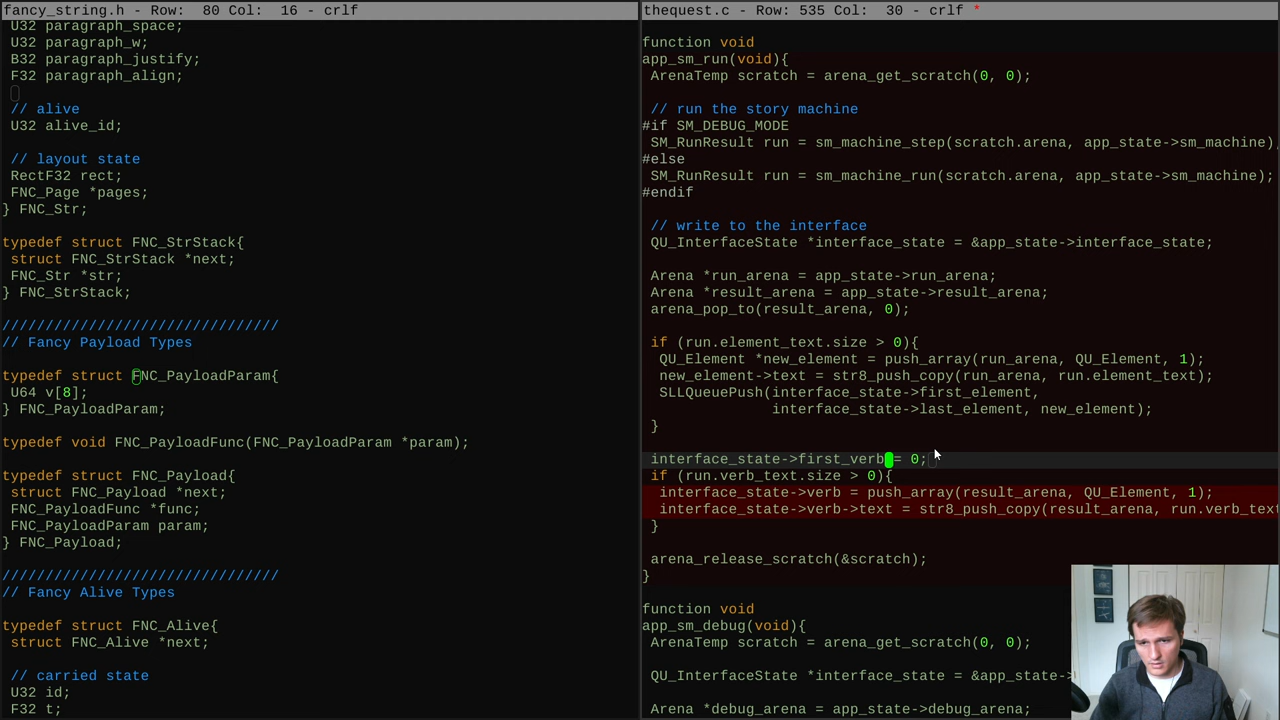 fancy_string.h - Row:  80 Col:  16 - crlf
U32 paragraph_space;
U32 paragraph_w;
B32 paragraph_justify;
F32 paragraph_align;
// alive
U32 alive_id;
// layout state
RectF32 rect;
FNC_Page *pages;
} FNC_Str;
typedef struct FNC_StrStack{
struct FNC_StrStack *next;
FNC_Str *str;
} FNC_StrStack;
////////////////////////////////
// Fancy Payload Types
typedef struct FNC_PayloadParam{
U64 v[8];
} FNC_PayloadParam;
typedef void FNC_PayloadFunc(FNC_PayloadParam *param);
typedef struct FNC_Payload{
struct FNC_Payload *next;
FNC_PayloadFunc *func;
FNC_PayloadParam param;
} FNC_Payload;
////////////////////////////////
// Fancy Alive Types
typedef struct FNC_Alive{
struct FNC_Alive *next;
// carried state
U32 id;
F32 t;
thequest.c - Row: 535 Col:  30 - crlf *
function void
app_sm_run(void){
ArenaTemp scratch = arena_get_scratch(0, 0);
// run the story machine
#if SM_DEBUG_MODE
SM_RunResult run = sm_machine_step(scratch.arena, app_state->sm_machine)
#else
SM_RunResult run = sm_machine_run(scratch.arena, app_state->sm_machine);
#endif
// write to the interface
QU_InterfaceState *interface_state = &app_state->interface_state;
Arena *run_arena = app_state->run_arena;
Arena *result_arena = app_state->result_arena;
arena_pop_to(result_arena, 0);
if (run.element_text.size > 0){
QU_Element *new_element = push_array(run_arena, QU_Element, 1);
new_element->text = str8_push_copy(run_arena, run.element_text);
SLLQueuePush(interface_state->first_element,
interface_state->last_element, new_element);
}
interface_state->first_verb = 0;
if (run.verb_text.size > 0){
interface_state->verb = push_array(result_arena, QU_Element, 1);
interface_state->verb->text = str8_push_copy(result_arena, run.verb_text
}
arena_release_scratch(&scratch);
}
function void
app_sm_debug(void){
ArenaTemp scratch = arena_get_scratch(0, 0);
QU_InterfaceState *interface_state = &app_state->
Arena *debug_arena = app_state->debug_arena;